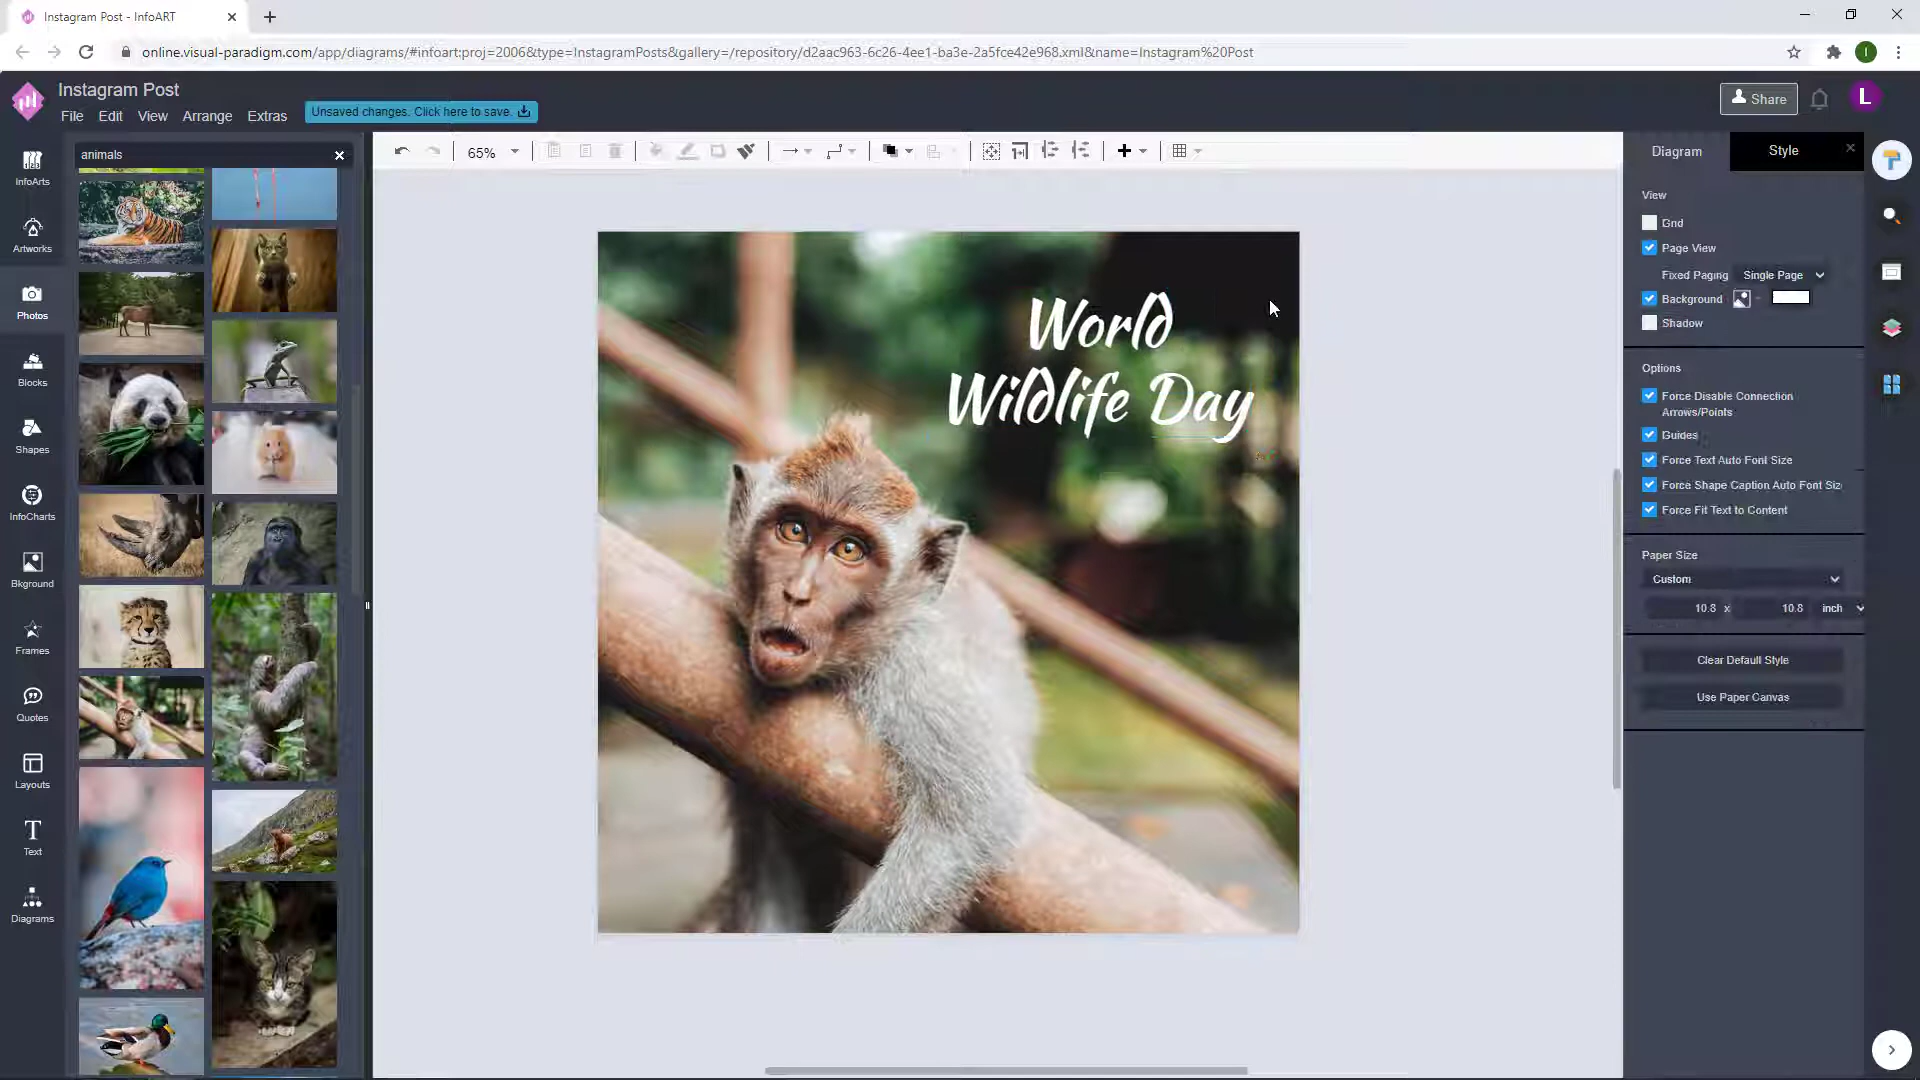 Instagram Post - InfoART
online.visual-paradigm.com/app/diagrams/#infoart:proj=2006&type=InstagramPosts&gallery=/repository/d2aac963-6c26-4ee1-ba3e-2a5fce42e968.xml&name=Instagram%20Post
I
Instagram Post
File Edit View Arrange Extras
Unsaved changes. Click here to save.
Share
L
animals
65%
InfoArts
Artworks
Photos
Blocks
Shapes
InfoCharts
Bkground
Frames
Quotes
Layouts
Text
Diagrams
World
Wildlife Day
Diagram
Style
View
Grid
Page View
Fixed Paging Single Page
Background
Shadow
Options
Force Disable Connection
Arrows/Points
Guides
Force Text Auto Font Size
Force Shape Caption Auto Font Siz
Force Fit Text to Content
Paper Size
Custom
10.8 x 10.8 inch
Clear Default Style
Use Paper Canvas